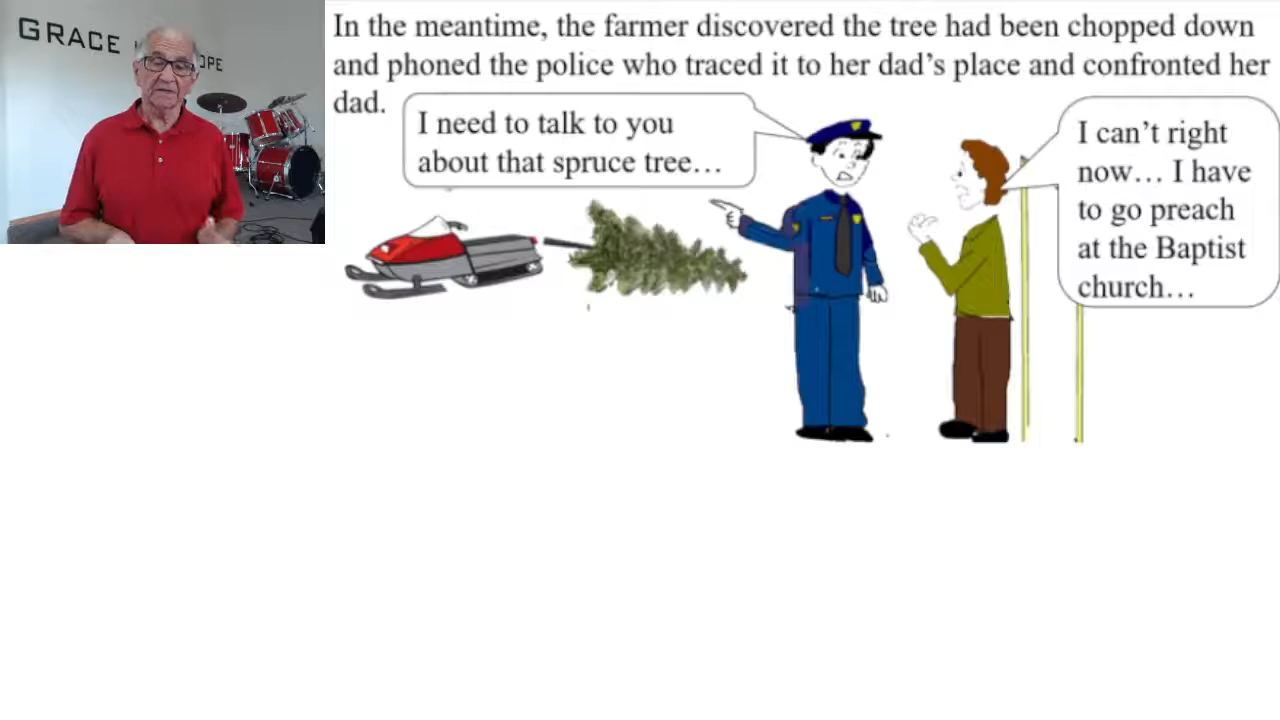 GRACE
OPE
In the meantime, the farmer discovered the tree had been chopped down
and phoned the police who traced it to her dad's place and confronted her
dad.
I need to talk to you
about that spruce tree...
I can't right
now... I have
to go preach
at the Baptist
church...